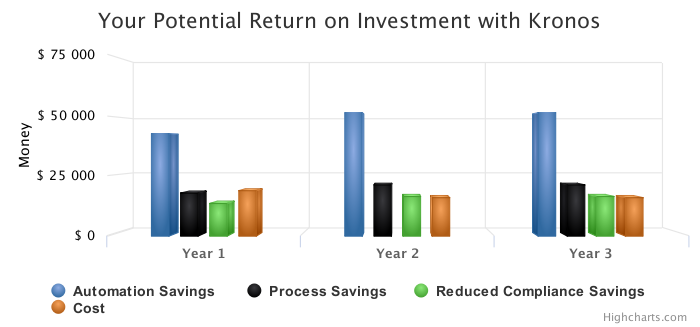 Your Potential Return on Investment with Kronos
$ 75 000
$ 50 000
$ 25 000
$ 0
Money
Year 1 Year 2 Year 3
Automation Savings Process Savings Reduced Compliance Savings
Cost
Highcharts.com